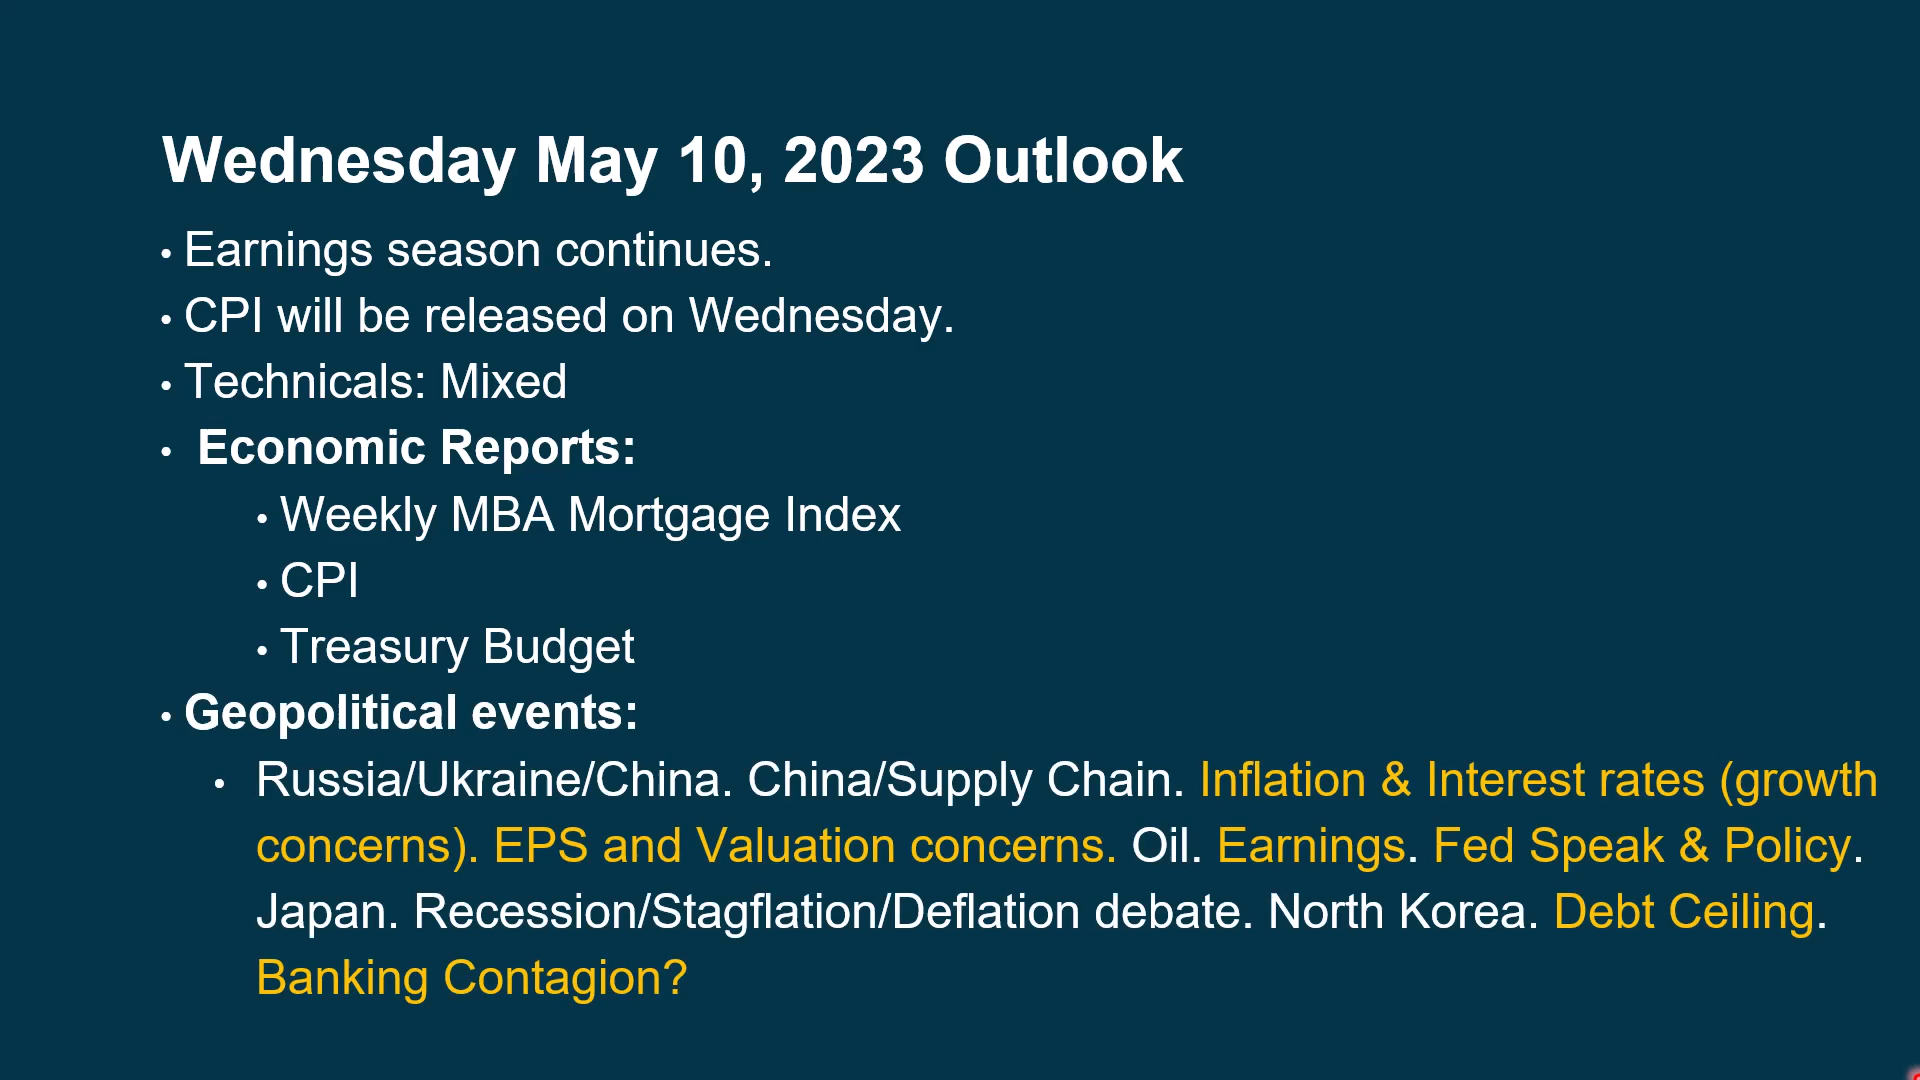 Wednesday May 10, 2023 Outlook
• Earnings season continues.
• CPI will be released on Wednesday.
• Technicals: Mixed
• Economic Reports:
• Weekly MBA Mortgage Index
• CPI
• Treasury Budget
• Geopolitical events:
• Russia/Ukraine/China. China/Supply Chain. Inflation & Interest rates (growth
concerns). EPS and Valuation concerns. Oil. Earnings. Fed Speak & Policy.
Japan. Recession/Stagflation/Deflation debate. North Korea. Debt Ceiling.
Banking Contagion?